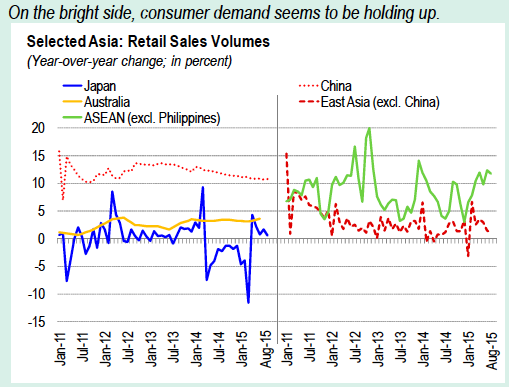 On the bright side, consumer demand seems to be holding up.
Selected Asia: Retail Sales Volumes
(Year-over-year change; in percent)
Japan
Australia
ASEAN (excl. Philippines)
China
East Asia (excl. China)
20
15
10
5
0
-5
-10
-15
Jan-11
Jul-11
Jan-12
Jul-12
Jan-13
Jul-13
Jan-14
Jul-14
Jan-15
Aug-15
Jan-11
Jul-11
Jan-12
Jul-12
Jan-13
Jul-13
Jan-14
Jul-14
Jan-15
Aug-15